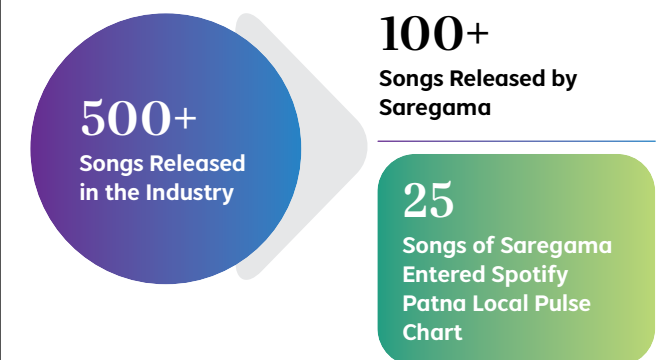 500+
Songs Released
in the Industry
100+
Songs Released by
Saregama
25
Songs of Saregama
Entered Spotify
Patna Local Pulse
Chart